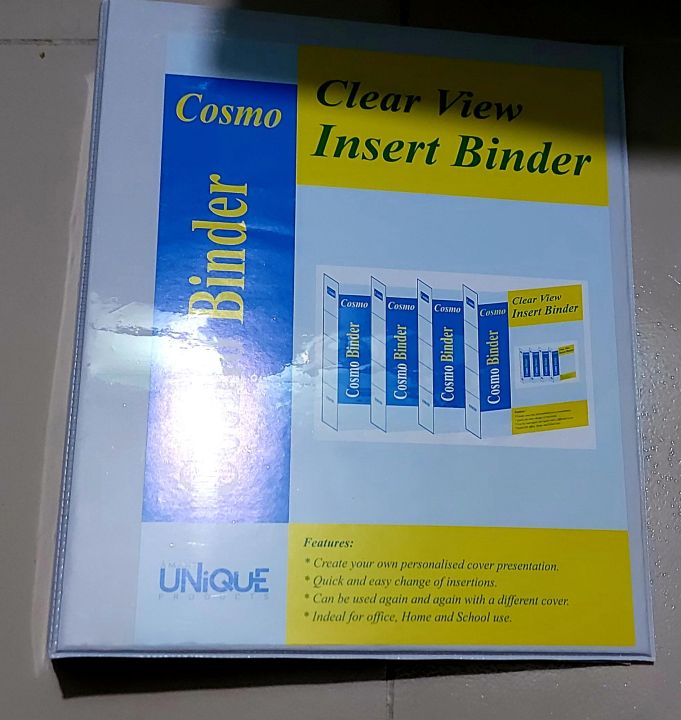 Cosmo
Binder
Clear View
Insert Binder
Cosmo
Cosmo Binder
Cosmo
Cosmo Binder
Cosmo
Cosmo Binder
Cosmo
Cosmo Binder
Clear View
Insert Binder
UNiQUE
PRODUCTS
Features:
* Create your own personalised cover presentation.
* Quick and easy change of insertions.
* Can be used again and again with a different cover.
* Indeal for office, Home and School use.